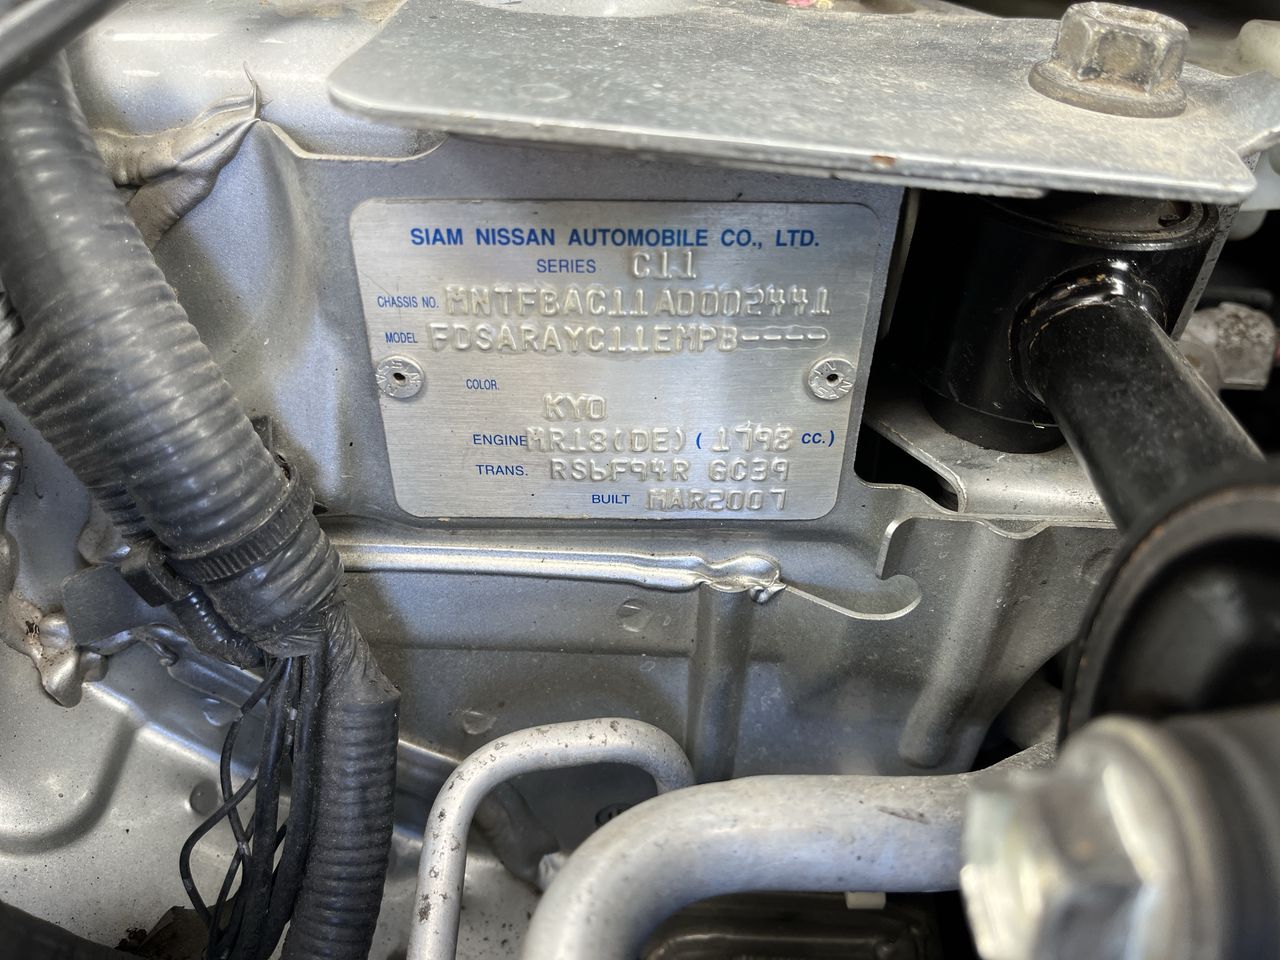 SIAM NISSAN AUTOMOBILE CO., LTD.
SERIES C11
CHASSIS NO. MNTFBAC11A0002441
MODEL FDSARAYC11EMPB----
COLOR.
KY0
ENGINE MR18(DE) ( 1798 CC.)
TRANS. RS6F94R GC39
BUILT MAR2007